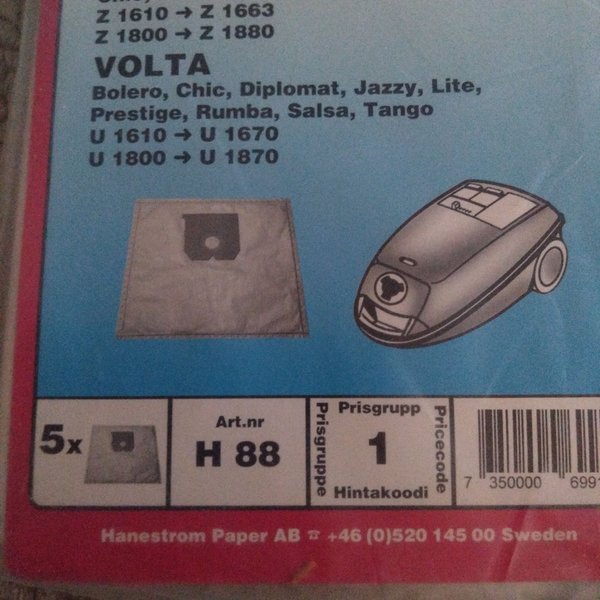 Z 1610 → Z 1663
Z 1800 → Z 1880
VOLTA
Bolero, Chic, Diplomat, Jazzy, Lite,
Prestige, Rumba, Salsa, Tango
U 1610 → U 1670
U 1800 → U 1870
5x
Art.nr
H 88
Prisgruppe
Prisgrupp
1
Hintakoodi
Pricecode
7 350000 699
Hanestrom Paper AB ☎ +46 (0)520 145 00 Sweden